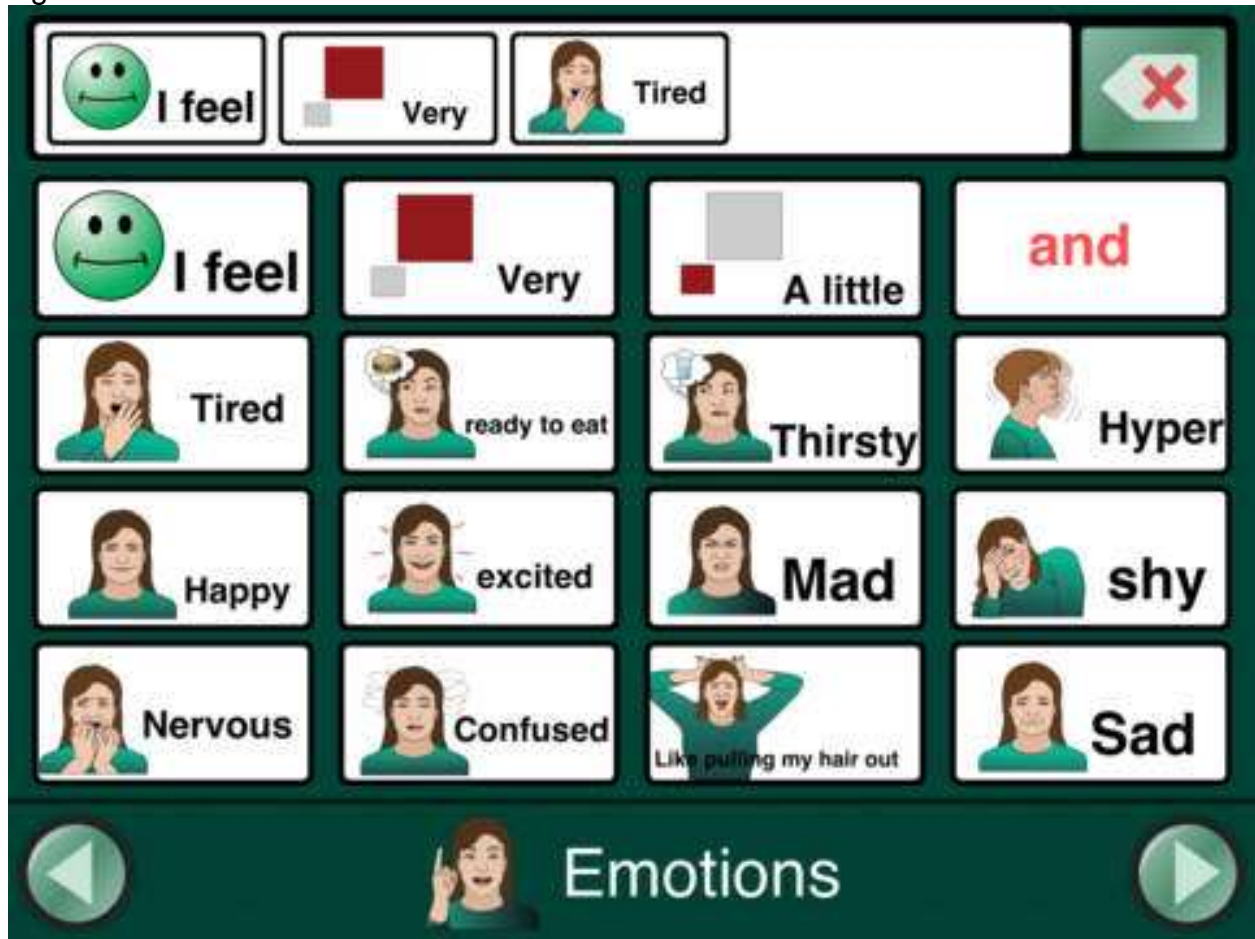 I feel Very Tired
I feel Very A little and
Tired ready to eat Thirsty Hyper
Happy excited Mad shy
Nervous Confused Like pulling my hair out Sad
Emotions